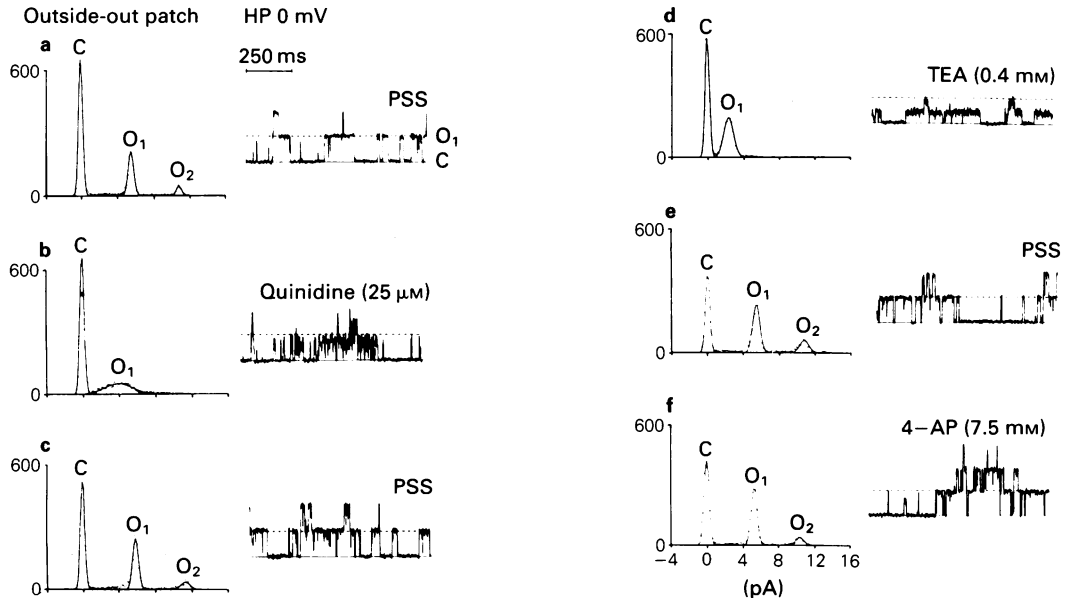 Outside-out patch HP 0 mV
a
C
600
O₁
O₂
0
250 ms
PSS
O₁
C
b
C
600
O₁
0
Quinidine (25 μM)
c
C
600
O₁
O₂
0
PSS
d
C
600
O₁
0
TEA (0.4 mM)
e
600
C
O₁
O₂
0
PSS
f
600
C
O₁
O₂
0
4–AP (7.5 mM)
−4 0 4 8 12 16
(pA)